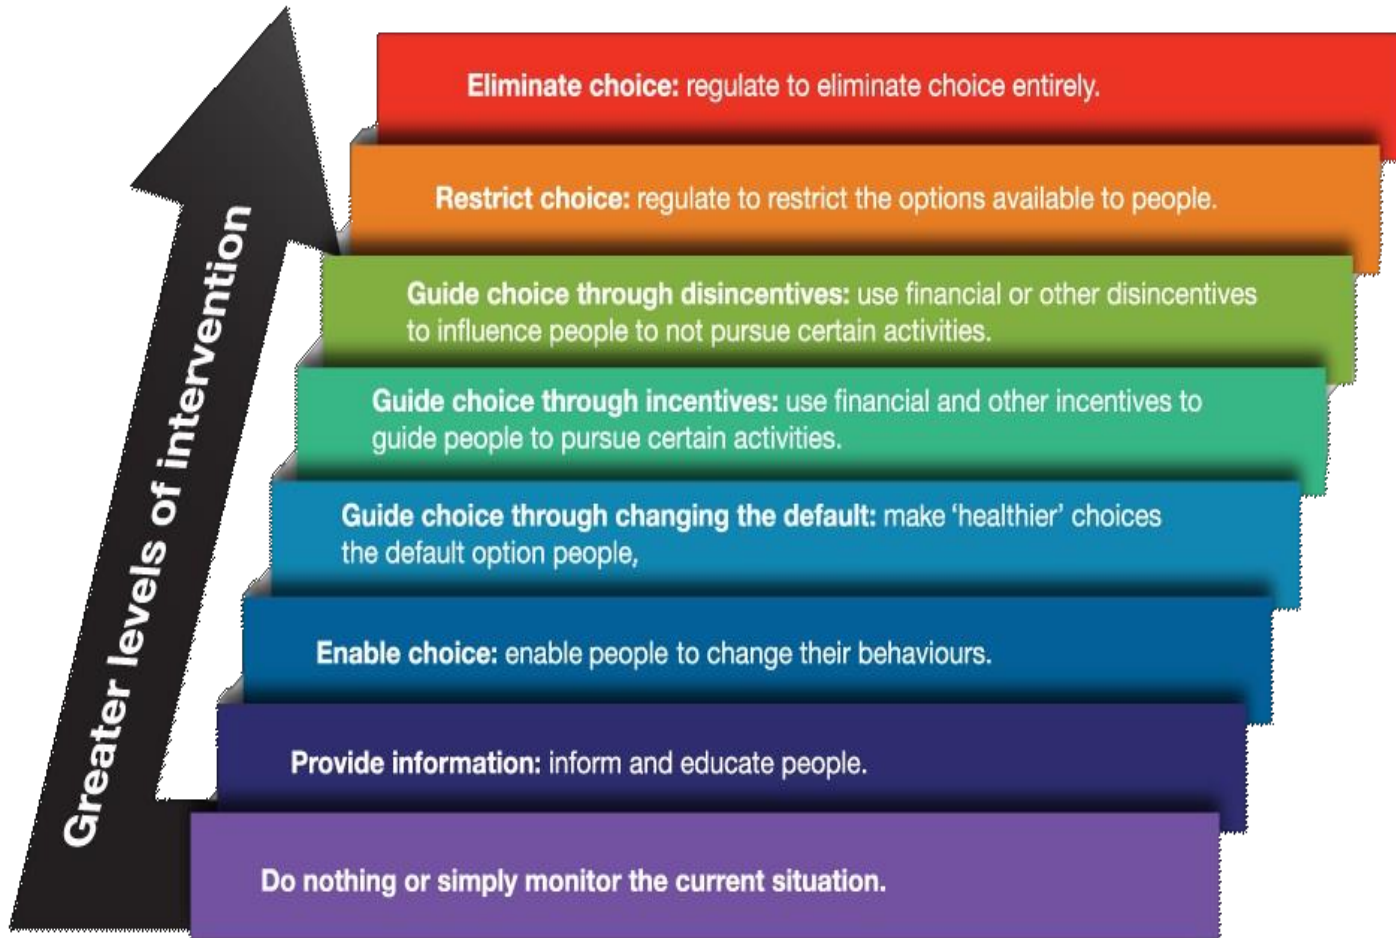 Greater levels of intervention
Eliminate choice: regulate to eliminate choice entirely.
Restrict choice: regulate to restrict the options available to people.
Guide choice through disincentives: use financial or other disincentives
to influence people to not pursue certain activities.
Guide choice through incentives: use financial and other incentives to
guide people to pursue certain activities.
Guide choice through changing the default: make ‘healthier’ choices
the default option people,
Enable choice: enable people to change their behaviours.
Provide information: inform and educate people.
Do nothing or simply monitor the current situation.